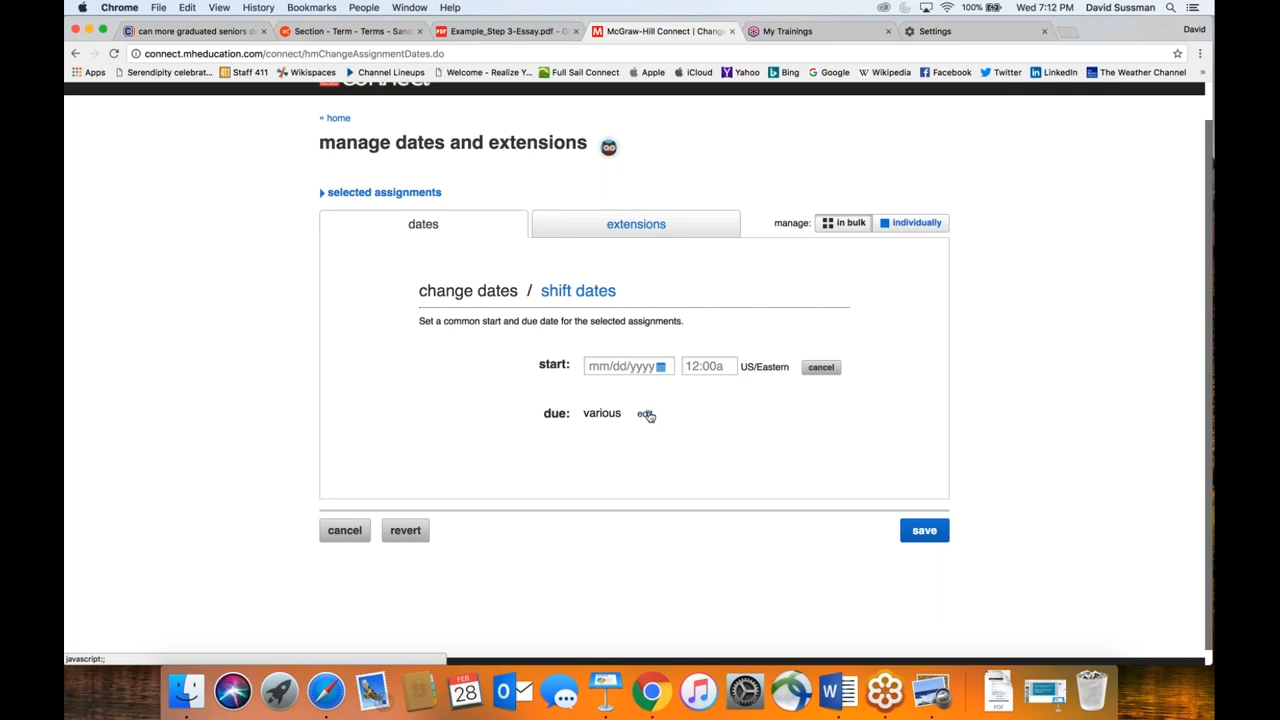 Chrome File Edit View History Bookmarks People Window Help 100% Wed 7:12 PM David Sussman
can more graduated seniors d Section - Term - Terms - Sand Example_Step 3-Essay.pdf - G McGraw-Hill Connect | Chang My Trainings Settings David
connect.mheducation.com/connect/hmChangeAssignmentDates.do
Apps Serendipity celebrat... Staff 411 Wikispaces Channel Lineups Welcome - Realize Y... Full Sail Connect Apple iCloud Yahoo Bing Google Wikipedia Facebook Twitter LinkedIn The Weather Channel »
« home
manage dates and extensions
selected assignments
dates extensions manage: in bulk individually
change dates / shift dates
Set a common start and due date for the selected assignments.
start: mm/dd/yyyy 12:00a US/Eastern cancel
due: various
cancel revert save
javascript:;
FEB
28
PDF